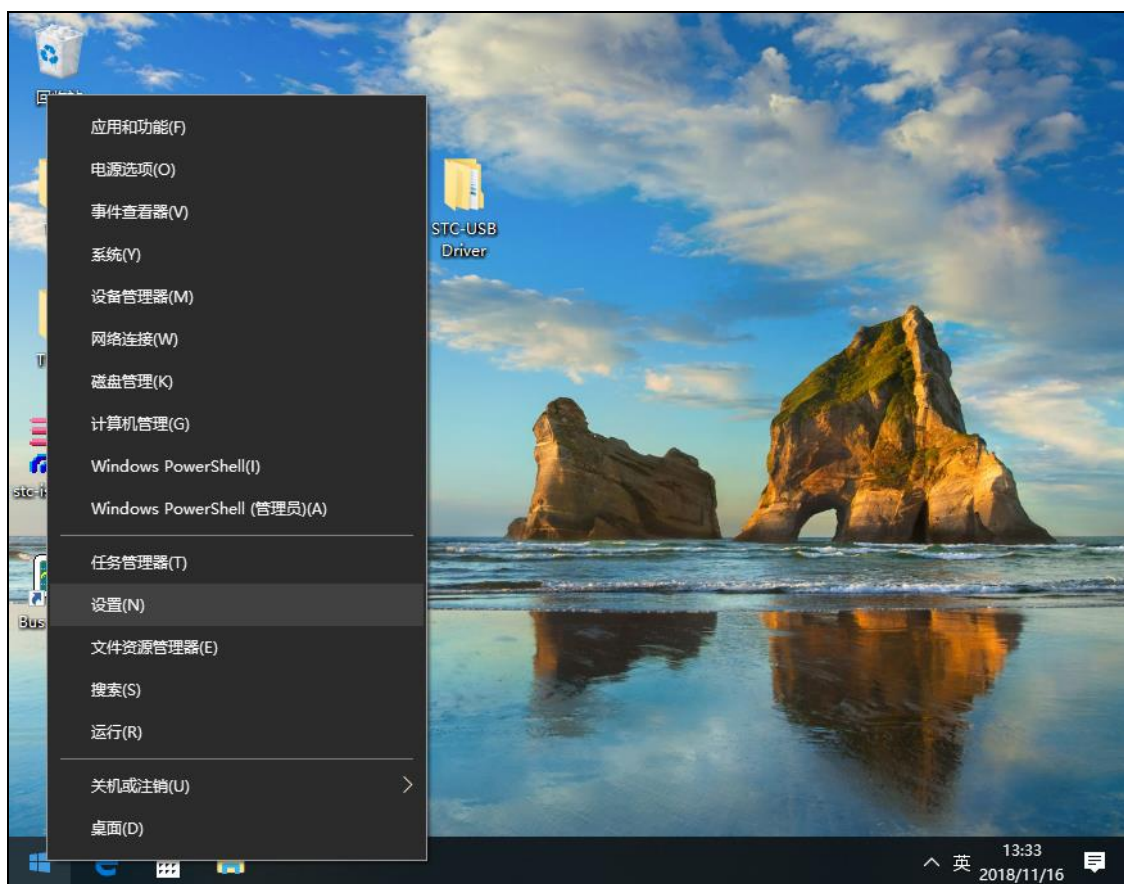 应用和功能(F)
电源选项(O)
事件查看器(V)
系统(Y)
设备管理器(M)
网络连接(W)
磁盘管理(K)
计算机管理(G)
Windows PowerShell(I)
Windows PowerShell (管理员)(A)
任务管理器(T)
设置(N)
文件资源管理器(E)
搜索(S)
运行(R)
关机或注销(U)
桌面(D)
STC-USB
Driver
Bus
英
13:33
2018/11/16